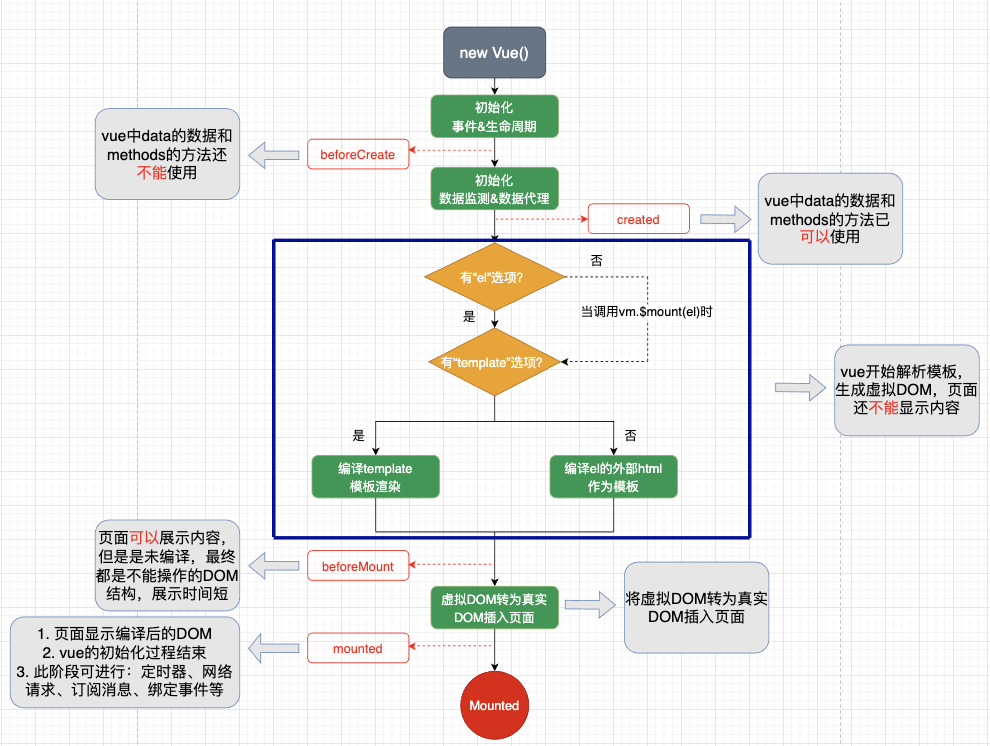 new Vue()
初始化
事件&生命周期
vue中data的数据和
methods的方法还
不能使用
beforeCreate
初始化
数据监测&数据代理
created
vue中data的数据和
methods的方法已
可以使用
有“el”选项?
否
是
当调用vm.$mount(el)时
有“template”选项?
vue开始解析模板，
生成虚拟DOM，页面
还不能显示内容
是
否
编译template
模板渲染
编译el的外部html
作为模板
页面可以展示内容，
但是是未编译，最终
都是不能操作的DOM
结构，展示时间短
beforeMount
虚拟DOM转为真实
DOM插入页面
将虚拟DOM转为真实
DOM插入页面
1. 页面显示编译后的DOM
2. vue的初始化过程结束
3. 此阶段可进行：定时器、网络
请求、订阅消息、绑定事件等
mounted
Mounted